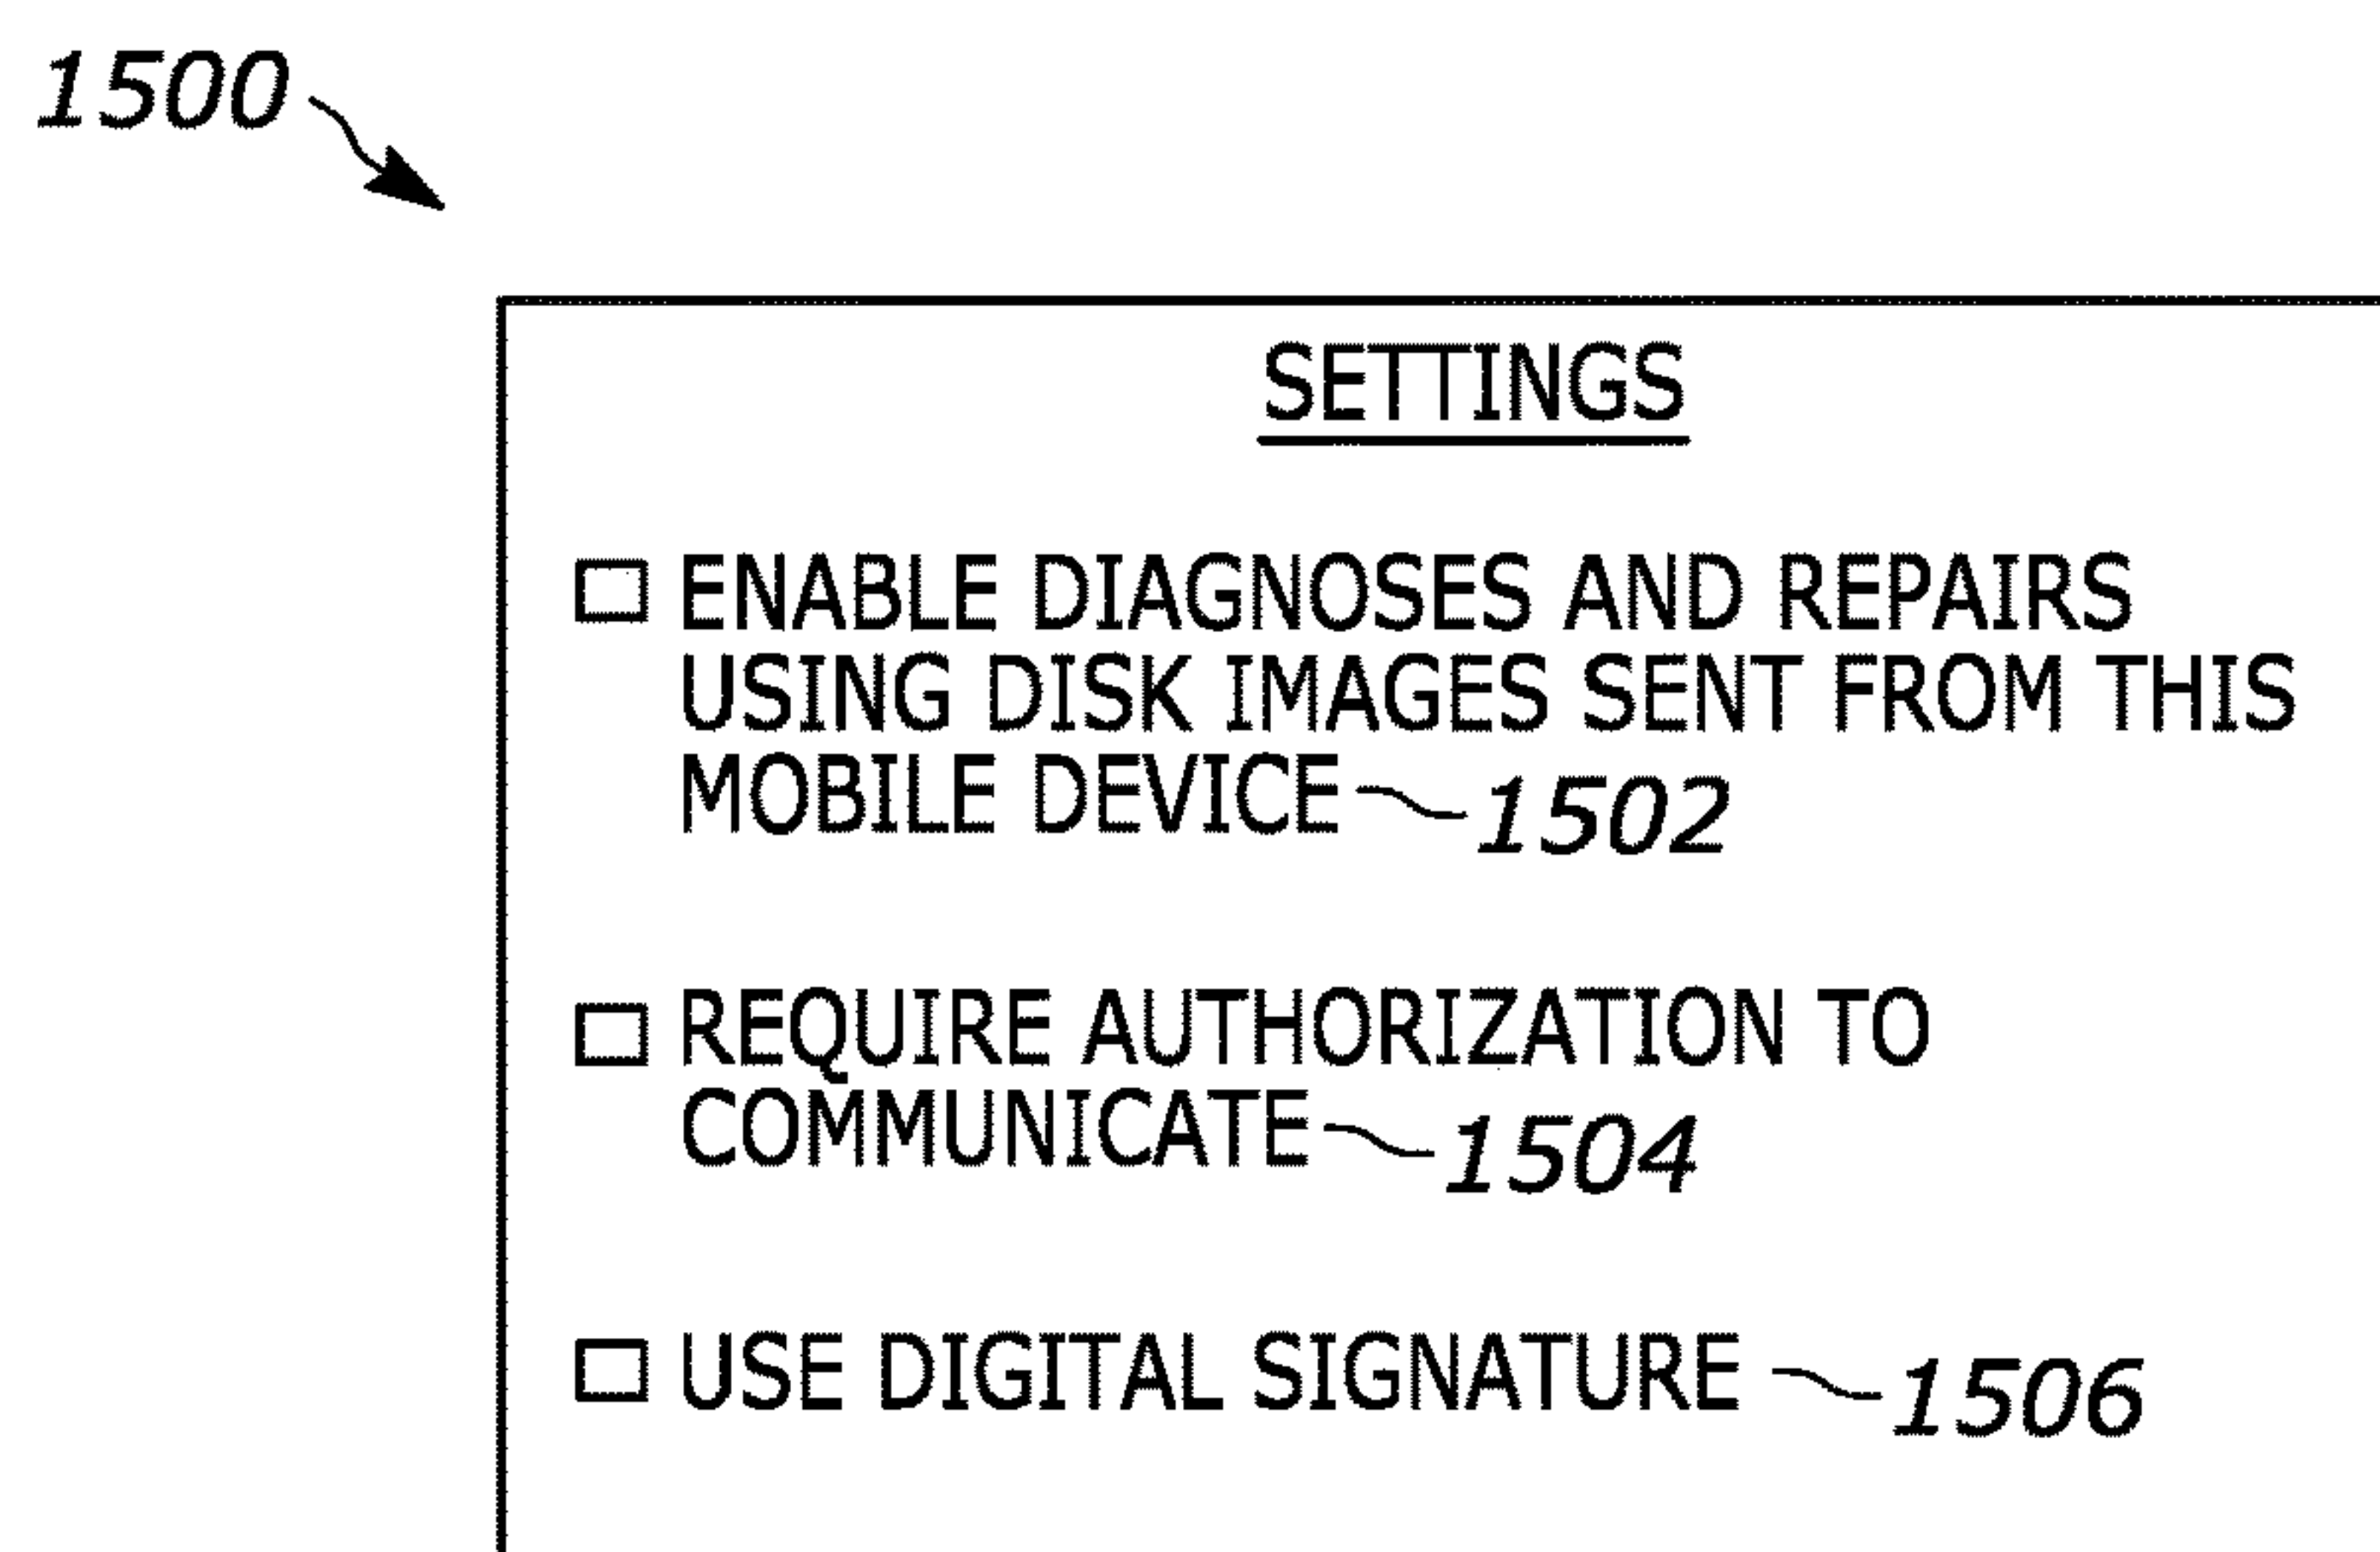 1500
SETTINGS
ENABLE DIAGNOSES AND REPAIRS
USING DISK IMAGES SENT FROM THIS
MOBILE DEVICE 1502
REQUIRE AUTHORIZATION TO
COMMUNICATE 1504
USE DIGITAL SIGNATURE 1506